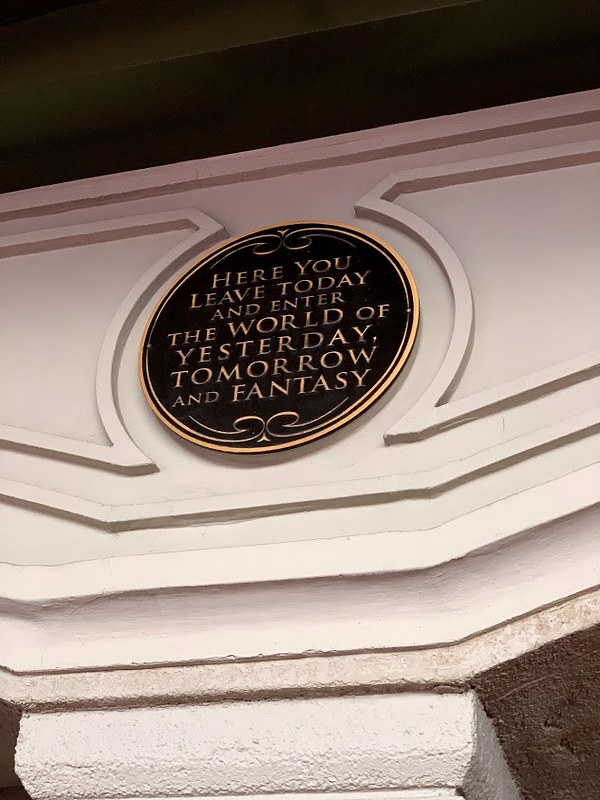 HERE YOU
LEAVE TODAY
AND ENTER
THE WORLD OF
YESTERDAY,
TOMORROW
AND FANTASY